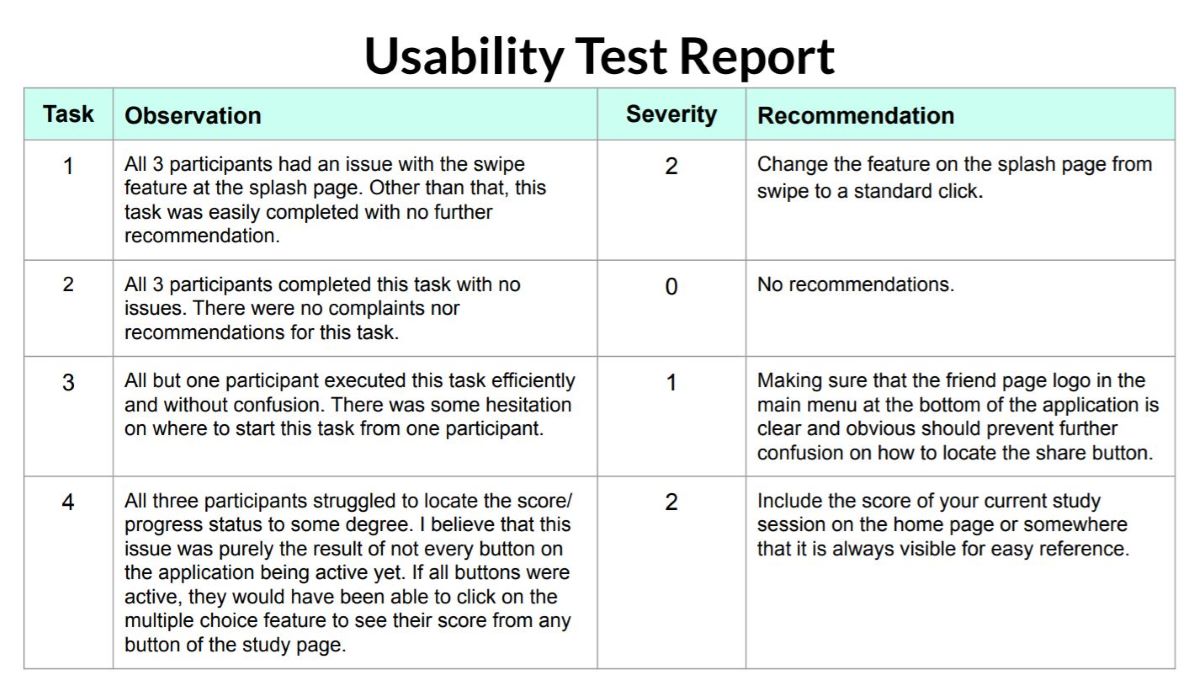 Usability Test Report
Task Observation Severity Recommendation
1
All 3 participants had an issue with the swipe
feature at the splash page. Other than that, this
task was easily completed with no further
recommendation.
2
Change the feature on the splash page from
swipe to a standard click.
2
All 3 participants completed this task with no
issues. There were no complaints nor
recommendations for this task.
0
No recommendations.
3
All but one participant executed this task efficiently
and without confusion. There was some hesitation
on where to start this task from one participant.
1
Making sure that the friend page logo in the
main menu at the bottom of the application is
clear and obvious should prevent further
confusion on how to locate the share button.
4
All three participants struggled to locate the score/
progress status to some degree. I believe that this
issue was purely the result of not every button on
the application being active yet. If all buttons were
active, they would have been able to click on the
multiple choice feature to see their score from any
button of the study page.
2
Include the score of your current study
session on the home page or somewhere
that it is always visible for easy reference.